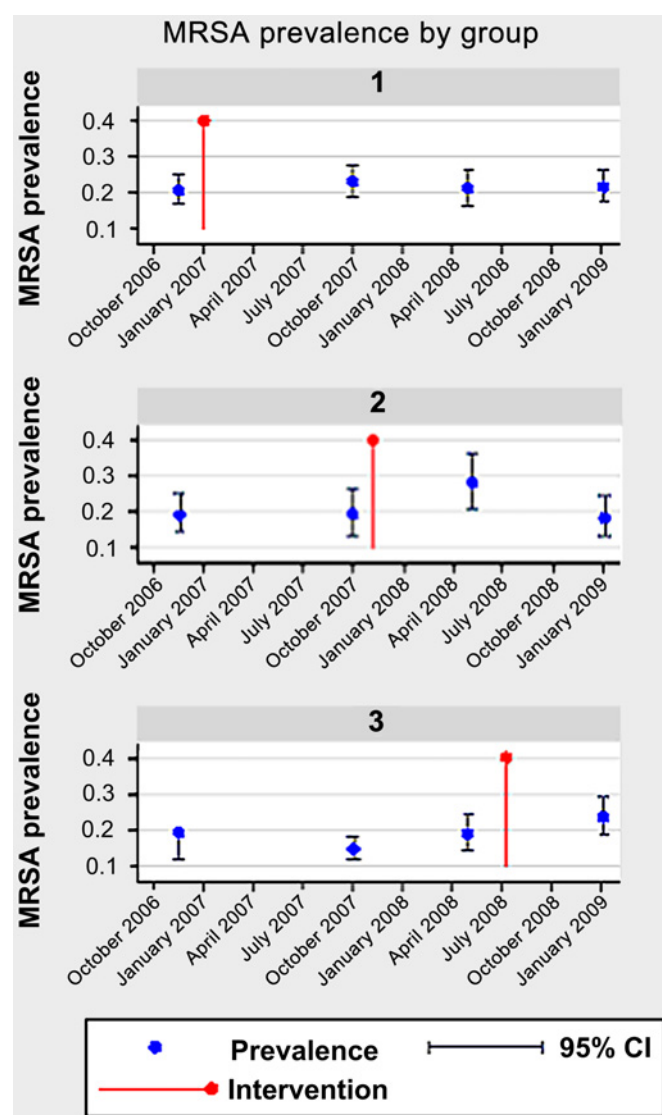 MRSA prevalence by group
1
MRSA prevalence
0.4
0.3
0.2
0.1
October 2006
January 2007
April 2007
July 2007
October 2007
January 2008
April 2008
July 2008
October 2008
January 2009
2
MRSA prevalence
0.4
0.3
0.2
0.1
October 2006
January 2007
April 2007
July 2007
October 2007
January 2008
April 2008
July 2008
October 2008
January 2009
3
MRSA prevalence
0.4
0.3
0.2
0.1
October 2006
January 2007
April 2007
July 2007
October 2007
January 2008
April 2008
July 2008
October 2008
January 2009
Prevalence 95% CI
Intervention